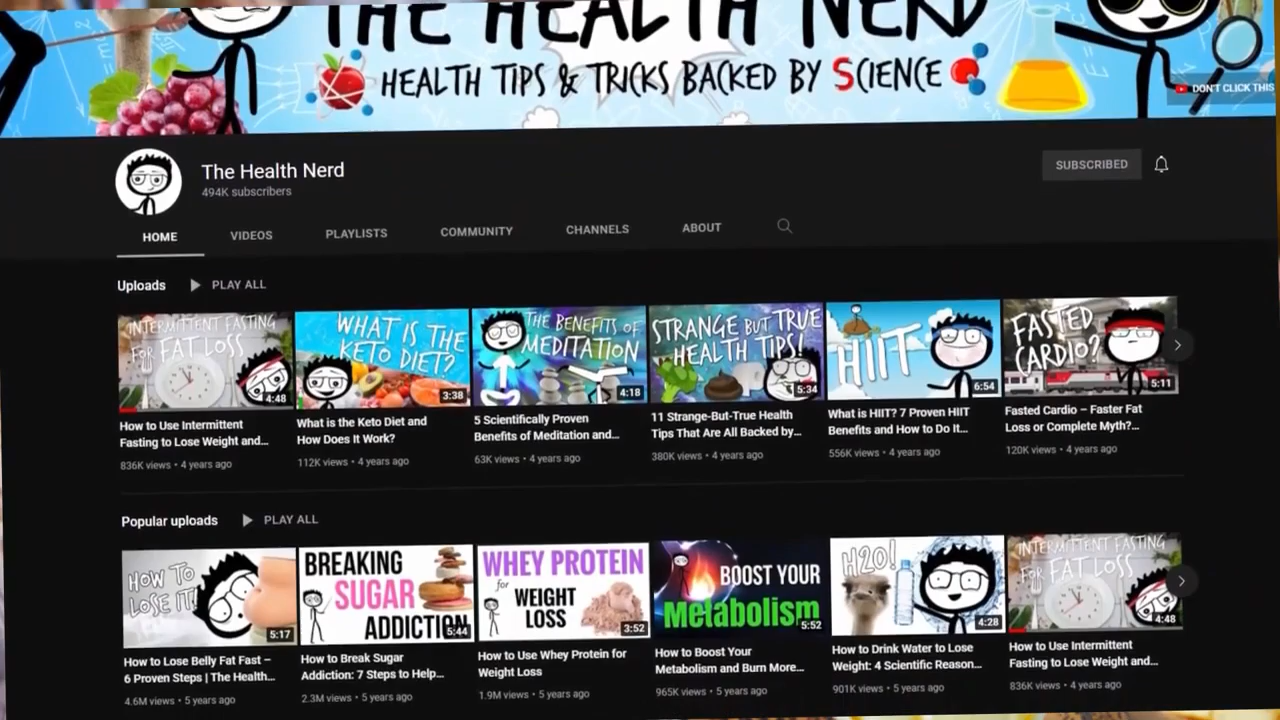 THE HEALTH NERD
HEALTH TIPS & TRICKS BACKED BY SCIENCE
DON'T CLICK THIS
The Health Nerd
494K subscribers
SUBSCRIBED
HOME VIDEOS PLAYLISTS COMMUNITY CHANNELS ABOUT
Uploads PLAY ALL
INTERMITTENT FASTING
FOR FAT LOSS
4:48
WHAT IS THE
KETO DIET?
3:38
THE BENEFITS OF
MEDITATION
4:18
STRANGE BUT TRUE
HEALTH TIPS!
5:34
HIIT
6:54
FASTED
CARDIO?
5:11
How to Use Intermittent
Fasting to Lose Weight and...
836K views • 4 years ago
What is the Keto Diet and
How Does It Work?
112K views • 4 years ago
5 Scientifically Proven
Benefits of Meditation and...
63K views • 4 years ago
11 Strange-But-True Health
Tips That Are All Backed by...
380K views • 4 years ago
What is HIIT? 7 Proven HIIT
Benefits and How to Do It...
556K views • 4 years ago
Fasted Cardio – Faster Fat
Loss or Complete Myth?...
120K views • 4 years ago
Popular uploads PLAY ALL
HOW TO
LOSE IT!
5:17
BREAKING
SUGAR
ADDICTION
5:44
WHEY PROTEIN
for
WEIGHT
LOSS
3:52
BOOST YOUR
Metabolism
5:52
H2O!
4:28
INTERMITTENT FASTING
FOR FAT LOSS
4:48
How to Lose Belly Fat Fast –
6 Proven Steps | The Health...
4.6M views • 5 years ago
How to Break Sugar
Addiction: 7 Steps to Help...
2.3M views • 5 years ago
How to Use Whey Protein for
Weight Loss
1.9M views • 5 years ago
How to Boost Your
Metabolism and Burn More...
965K views • 5 years ago
How to Drink Water to Lose
Weight: 4 Scientific Reason...
901K views • 5 years ago
How to Use Intermittent
Fasting to Lose Weight and...
836K views • 4 years ago